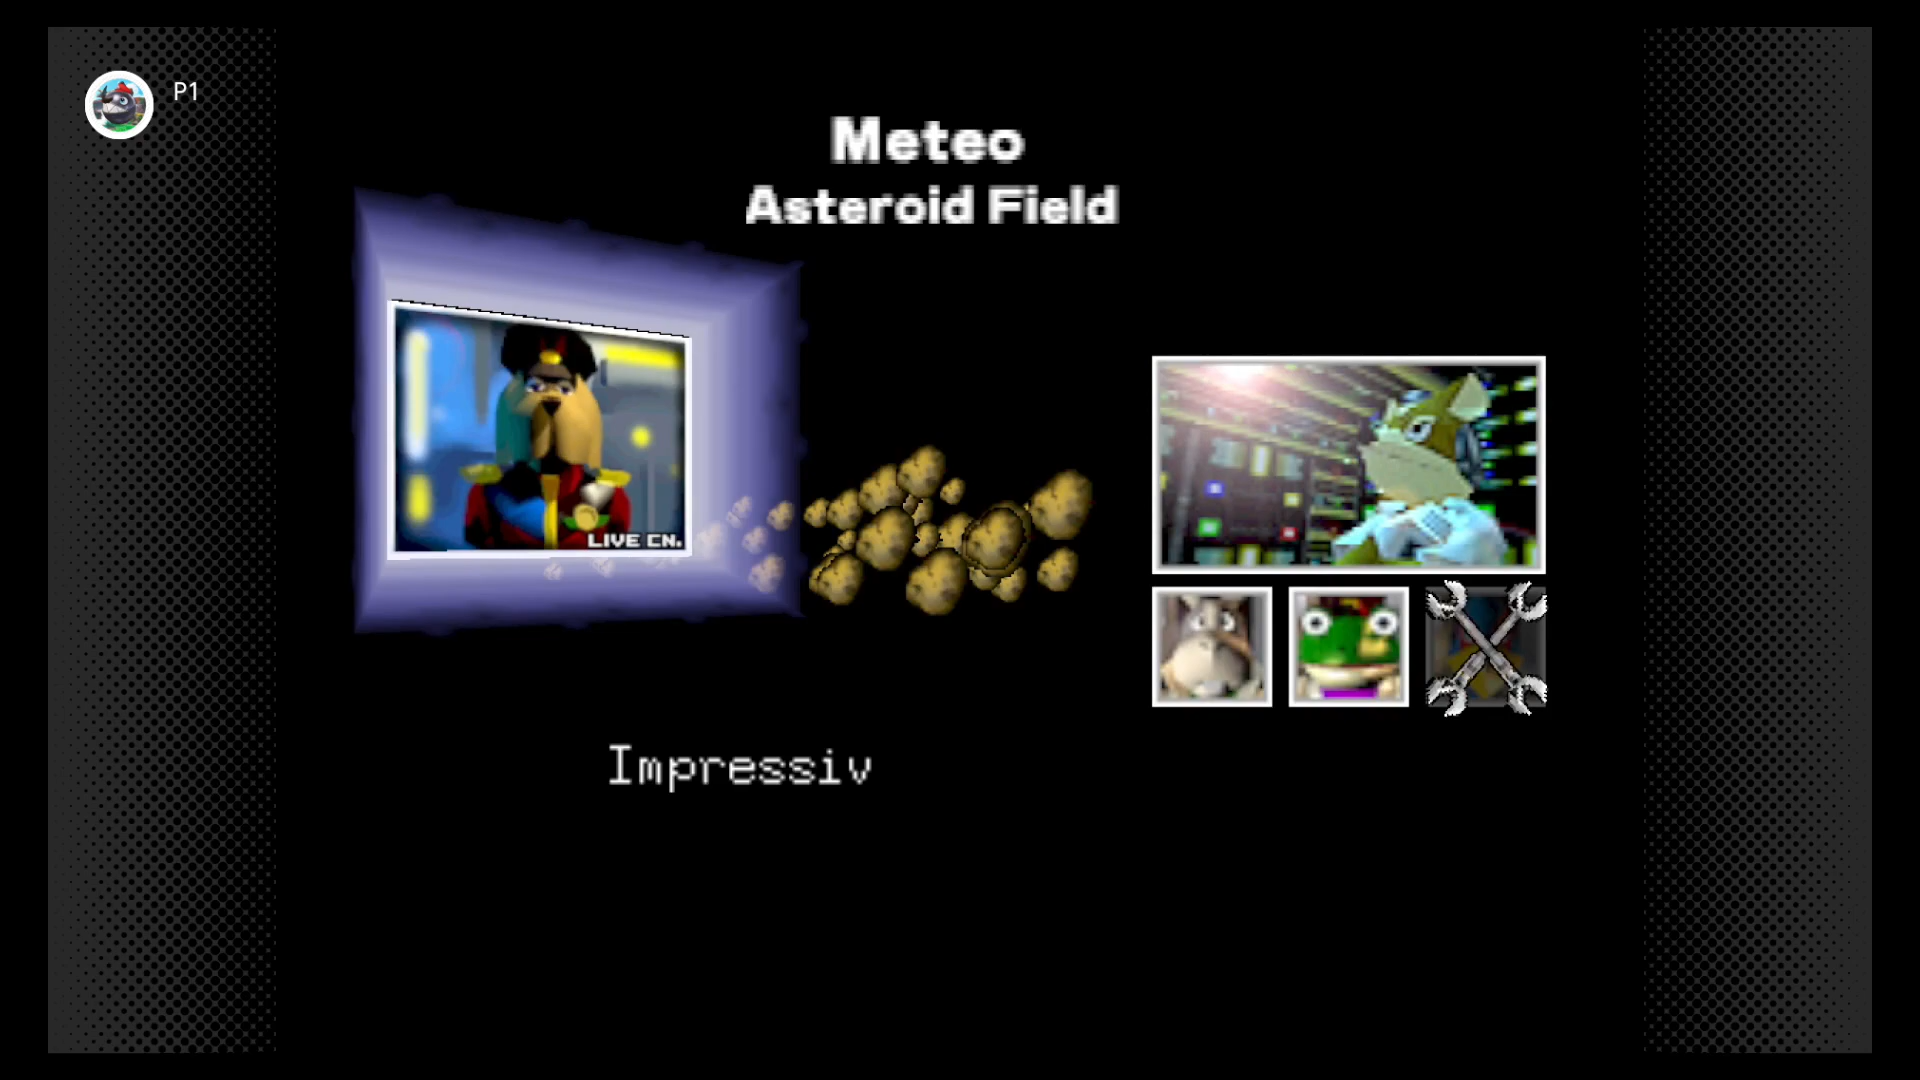 P1
Meteo
Asteroid Field
LIVE CN.
Impressiv